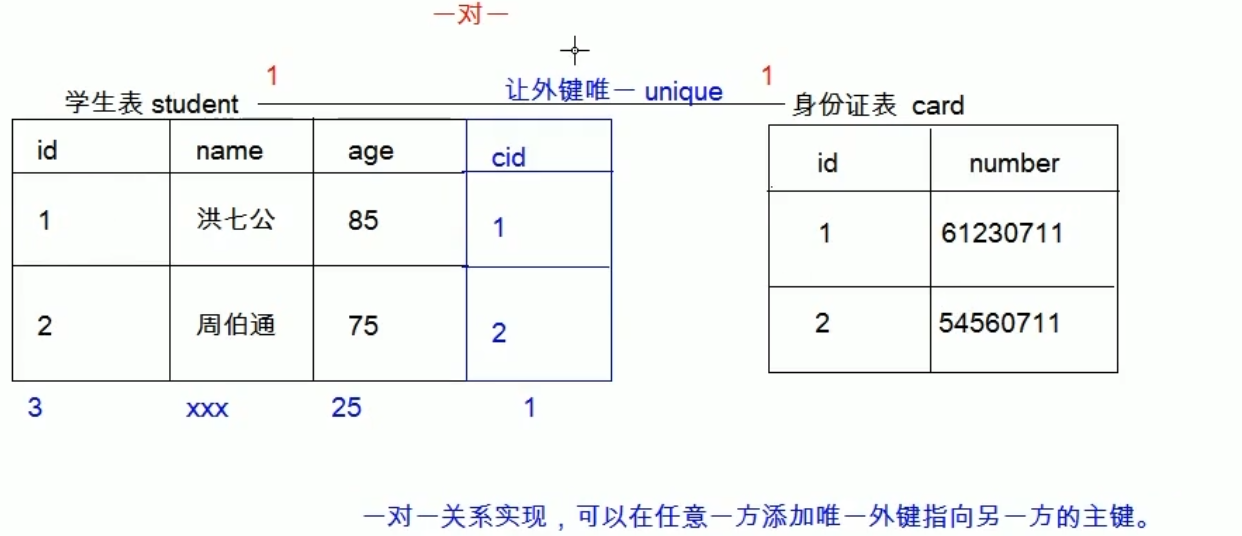 一对一
1 让外键唯一 unique 1
学生表 student 身份证表 card
id name age cid id number
1 洪七公 85 1 1 61230711
2 周伯通 75 2 2 54560711
3 xxx 25 1
一对一关系实现，可以在任意一方添加唯一外键指向另一方的主键。